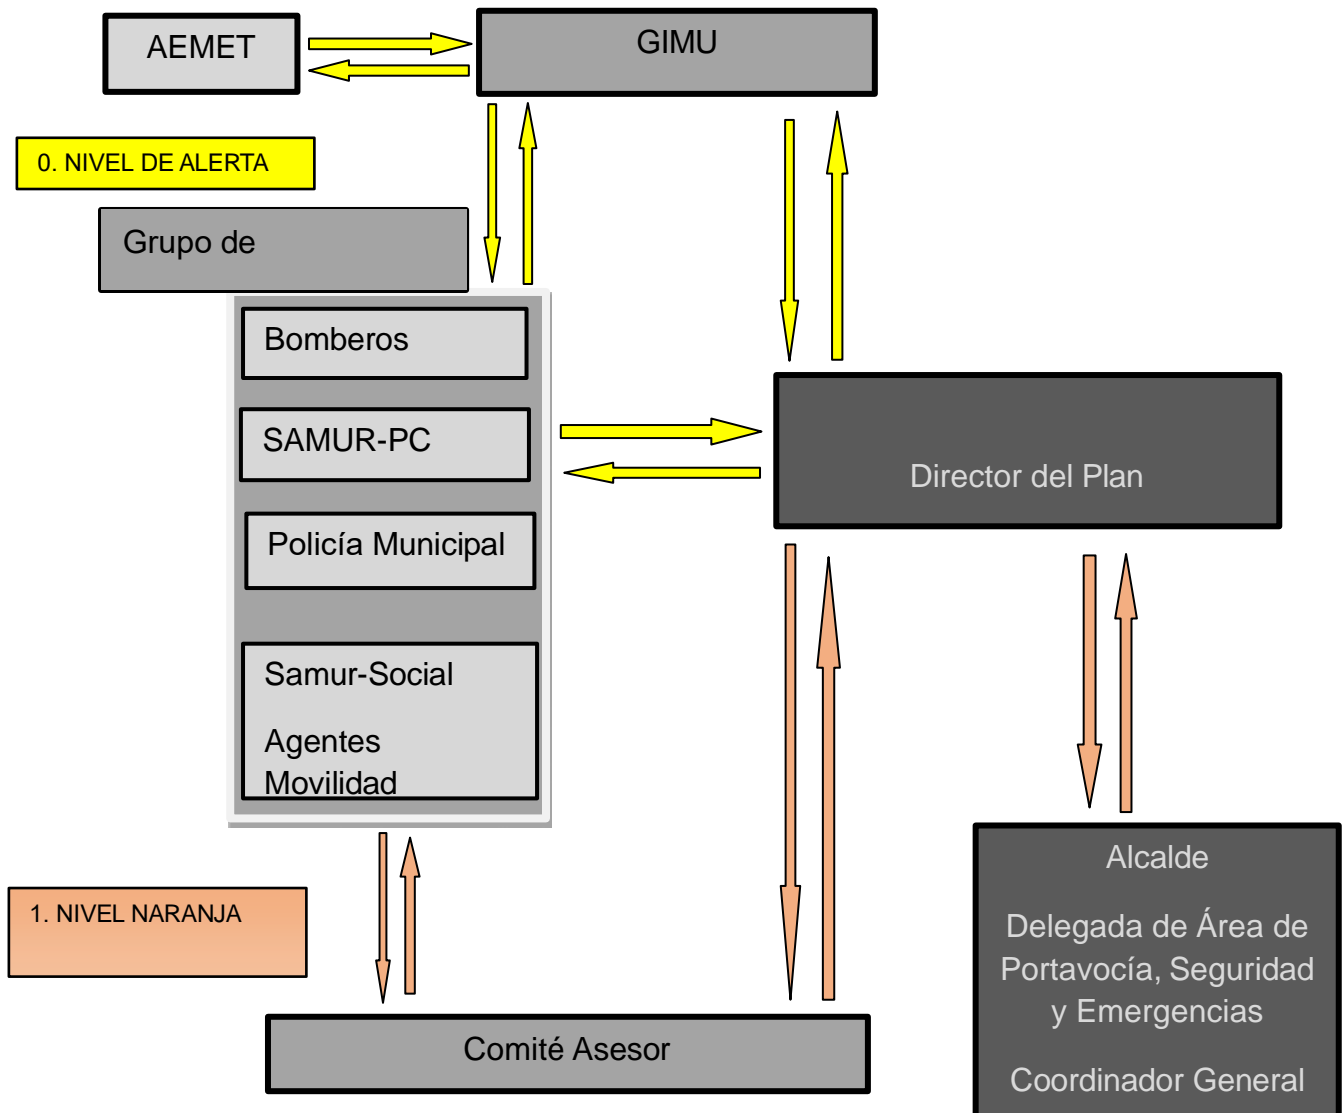 AEMET
GIMU
0. NIVEL DE ALERTA
Grupo de
Bomberos
SAMUR-PC
Policía Municipal
Samur-Social
Agentes
Movilidad
Director del Plan
1. NIVEL NARANJA
Comité Asesor
Alcalde
Delegada de Área de
Portavocía, Seguridad
y Emergencias
Coordinador General